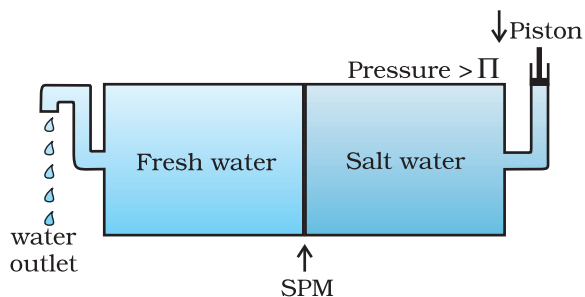 Piston
Pressure > Π
Fresh water
Salt water
water
outlet
SPM